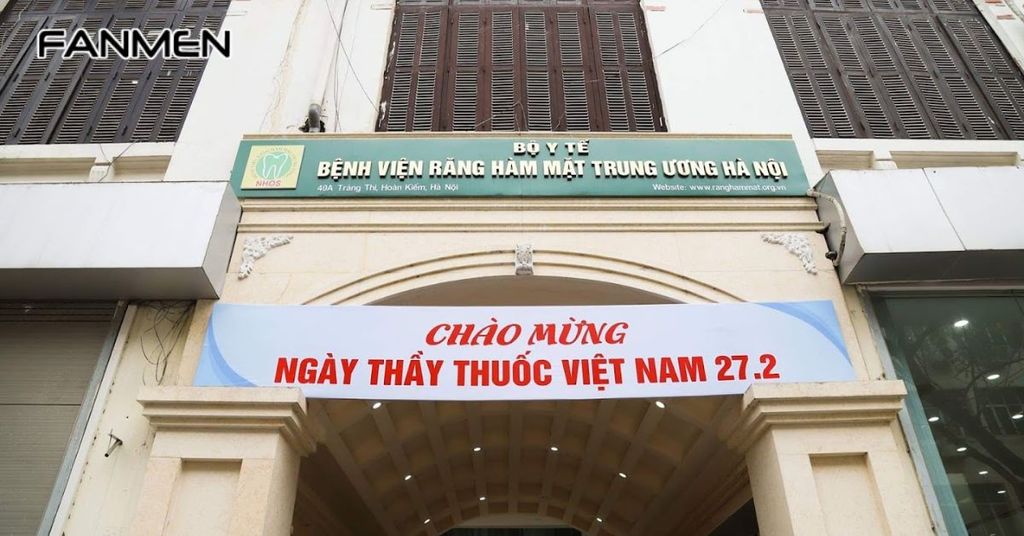 FANMEN
BỘ Y TẾ
BỆNH VIỆN RĂNG HÀM MẶT TRUNG ƯƠNG HÀ NỘI
NHOS
40A Tràng Thi, Hoàn Kiếm, Hà Nội
Website: www.ranghammat.org.vn
CHÀO MỪNG
NGÀY THẦY THUỐC VIỆT NAM 27.2